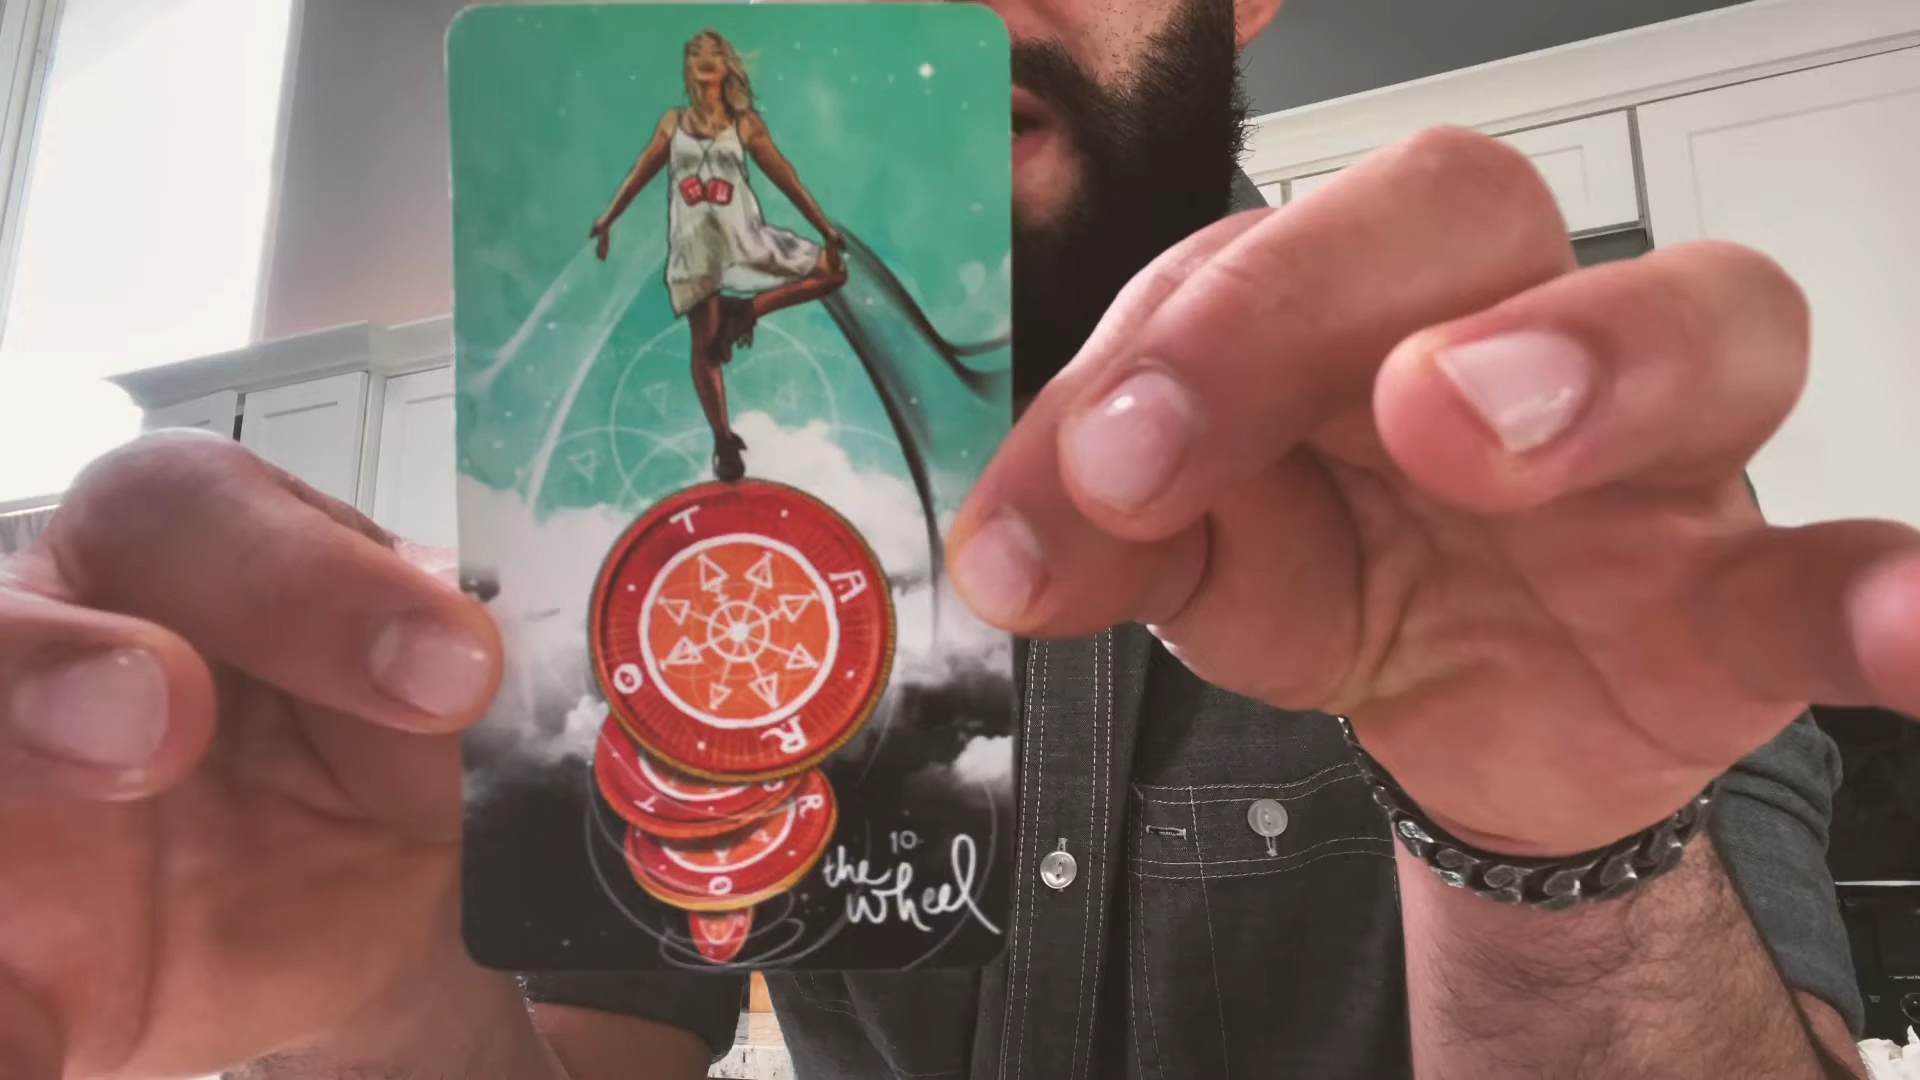 T A R O
T O R
O
10.
the
wheel